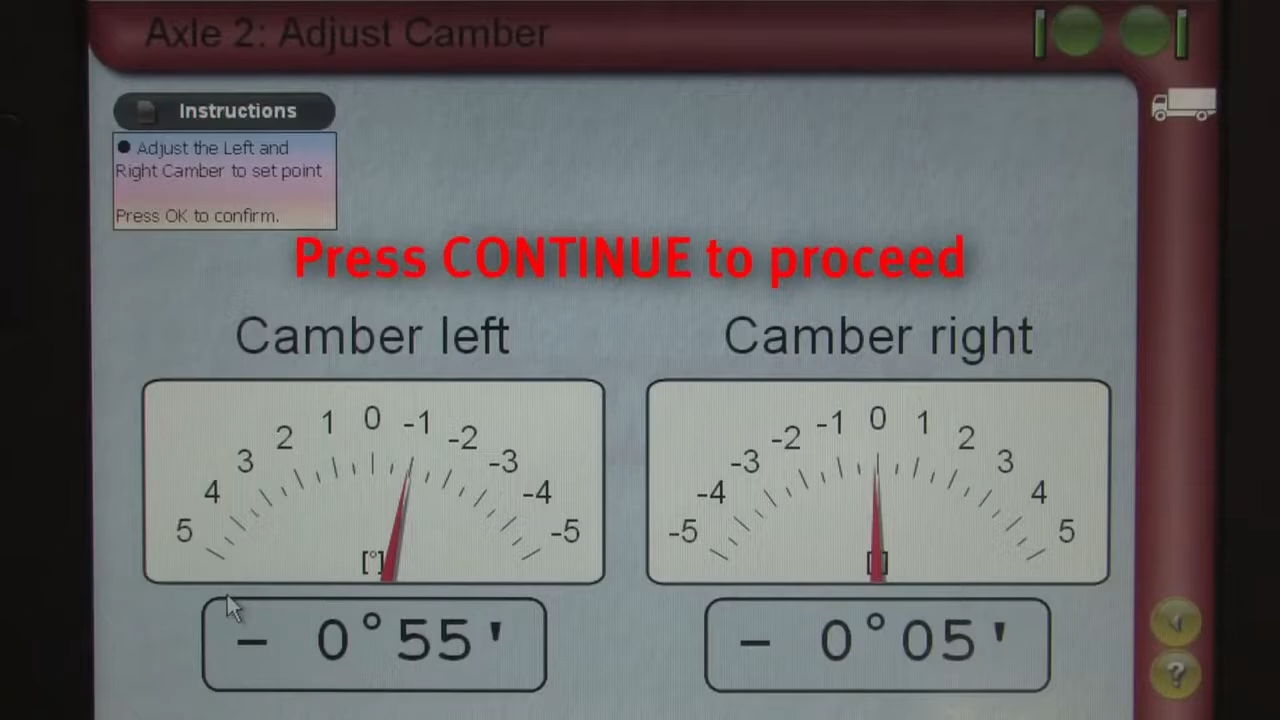 Axle 2: Adjust Camber
Instructions
Adjust the Left and
Right Camber to set point
Press OK to confirm.
Press CONTINUE to proceed
Camber left
5 4 3 2 1 0 -1 -2 -3 -4 -5
[°]
- 0°55'
Camber right
-5 -4 -3 -2 -1 0 1 2 3 4 5
- 0°05'
?